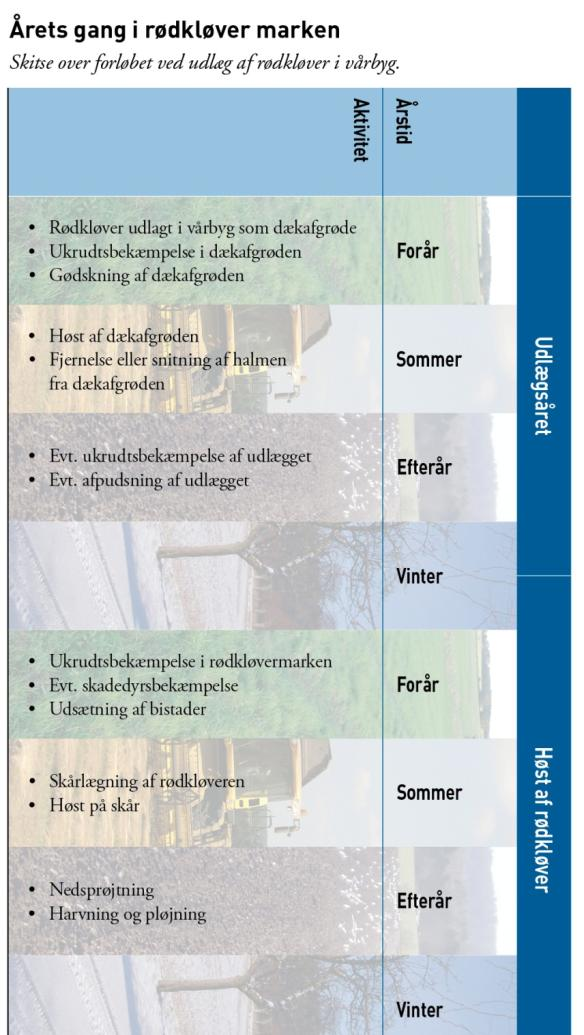 Årets gang i rødkløver marken
Skitse over forløbet ved udlæg af rødkløver i vårbyg.
Aktivitet
Årstid
Udlægsåret
• Rødkløver udlagt i vårbyg som dækafgrøde
• Ukrudtsbekæmpelse i dækafgrøden
• Gødskning af dækafgrøden
Forår
• Høst af dækafgrøden
• Fjernelse eller snitning af halmen
fra dækafgrøden
Sommer
• Evt. ukrudtsbekæmpelse af udlægget
• Evt. afpudsning af udlægget
Efterår
Vinter
Høst af rødkløver
• Ukrudtsbekæmpelse i rødkløvermarken
• Evt. skadedyrsbekæmpelse
• Udsætning af bistader
Forår
• Skårlægning af rødkløveren
• Høst på skår
Sommer
• Nedsprøjtning
• Harvning og pløjning
Efterår
Vinter